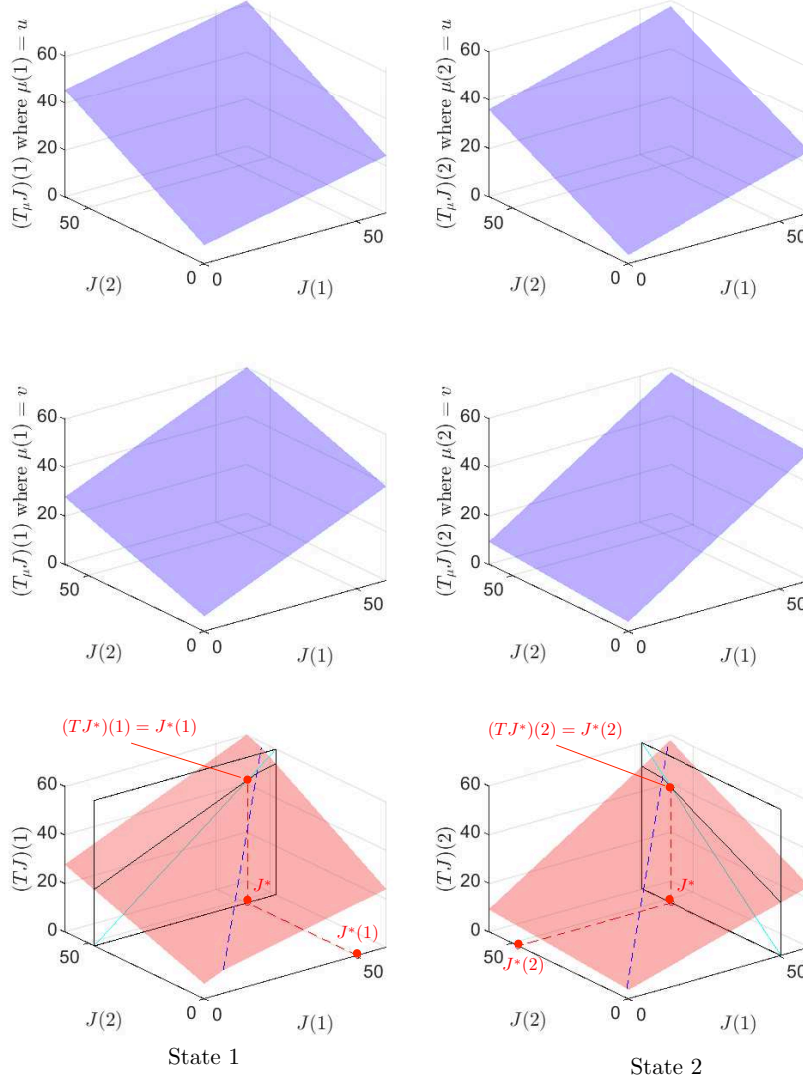 (T_μJ)(1) where μ(1) = u
60
40
20
0
50
0
J(2)
0
50
J(1)
(T_μJ)(2) where μ(2) = u
60
40
20
0
50
0
J(2)
0
50
J(1)
(T_μJ)(1) where μ(1) = v
60
40
20
0
50
0
J(2)
0
50
J(1)
(T_μJ)(2) where μ(2) = v
60
40
20
0
50
0
J(2)
0
50
J(1)
(TJ*)(1) = J*(1)
(TJ)(1)
60
40
20
0
50
0
J*
J*(1)
J(2)
0
50
J(1)
State 1
(TJ*)(2) = J*(2)
(TJ)(2)
60
40
20
0
50
0
J*
J*(2)
J(2)
0
50
J(1)
State 2